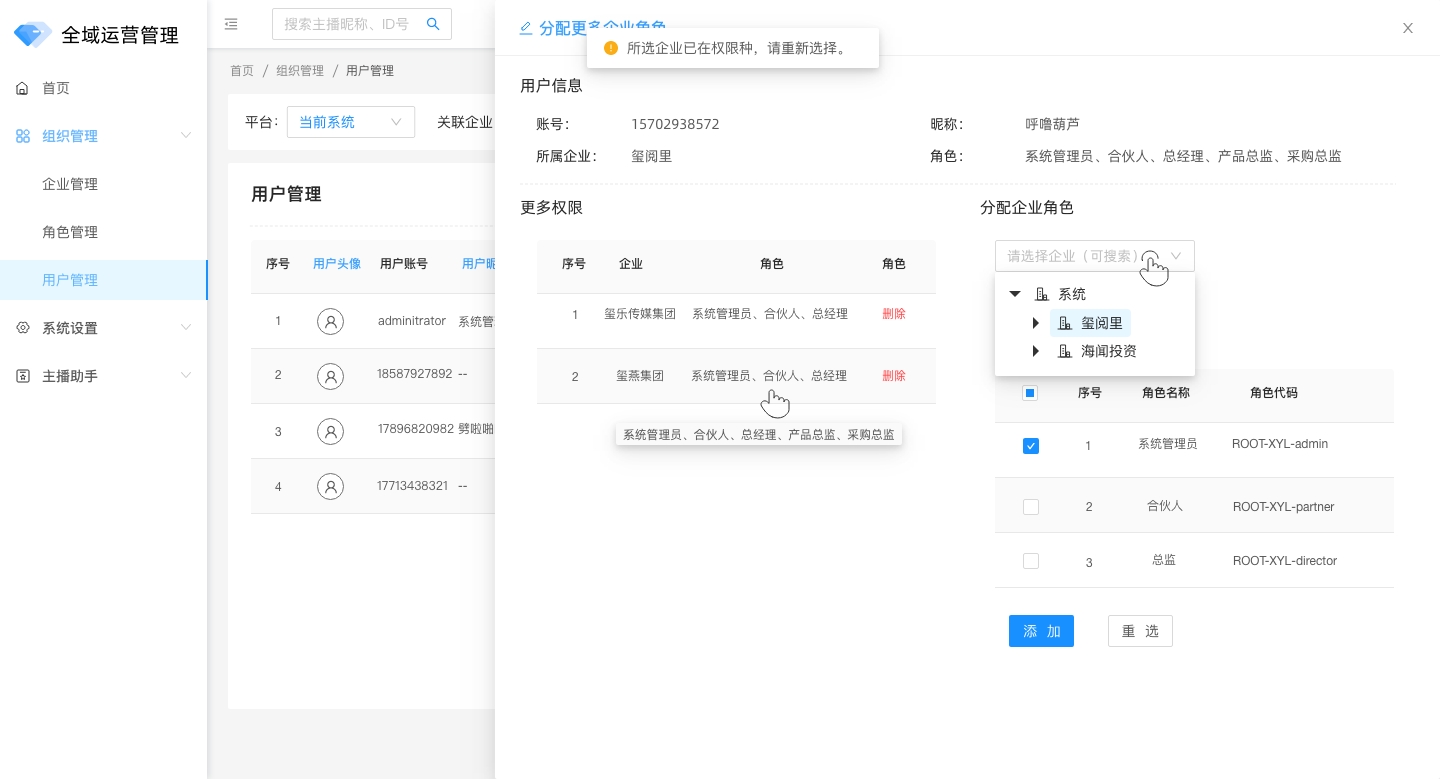 全域运营管理
首页
组织管理
企业管理
角色管理
用户管理
系统设置
主播助手
搜索主播昵称、ID号
首页 / 组织管理 / 用户管理
平台： 当前系统 关联企业
用户管理
序号 用户头像 用户账号 用户昵
1 adminitrator 系统管
2 18587927892 --
3 17896820982 劈啦啪
4 17713438321 --
分配更多企业角色
所选企业已在权限种，请重新选择。
X
用户信息
账号： 15702938572 昵称： 呼噜葫芦
所属企业： 玺阅里 角色： 系统管理员、合伙人、总经理、产品总监、采购总监
更多权限
序号 企业 角色 角色
1 玺乐传媒集团 系统管理员、合伙人、总经理 删除
2 玺燕集团 系统管理员、合伙人、总经理 删除
系统管理员、合伙人、总经理、产品总监、采购总监
分配企业角色
请选择企业（可搜索）
系统
玺阅里
海闻投资
序号 角色名称 角色代码
1 系统管理员 ROOT-XYL-admin
2 合伙人 ROOT-XYL-partner
3 总监 ROOT-XYL-director
添 加 重 选